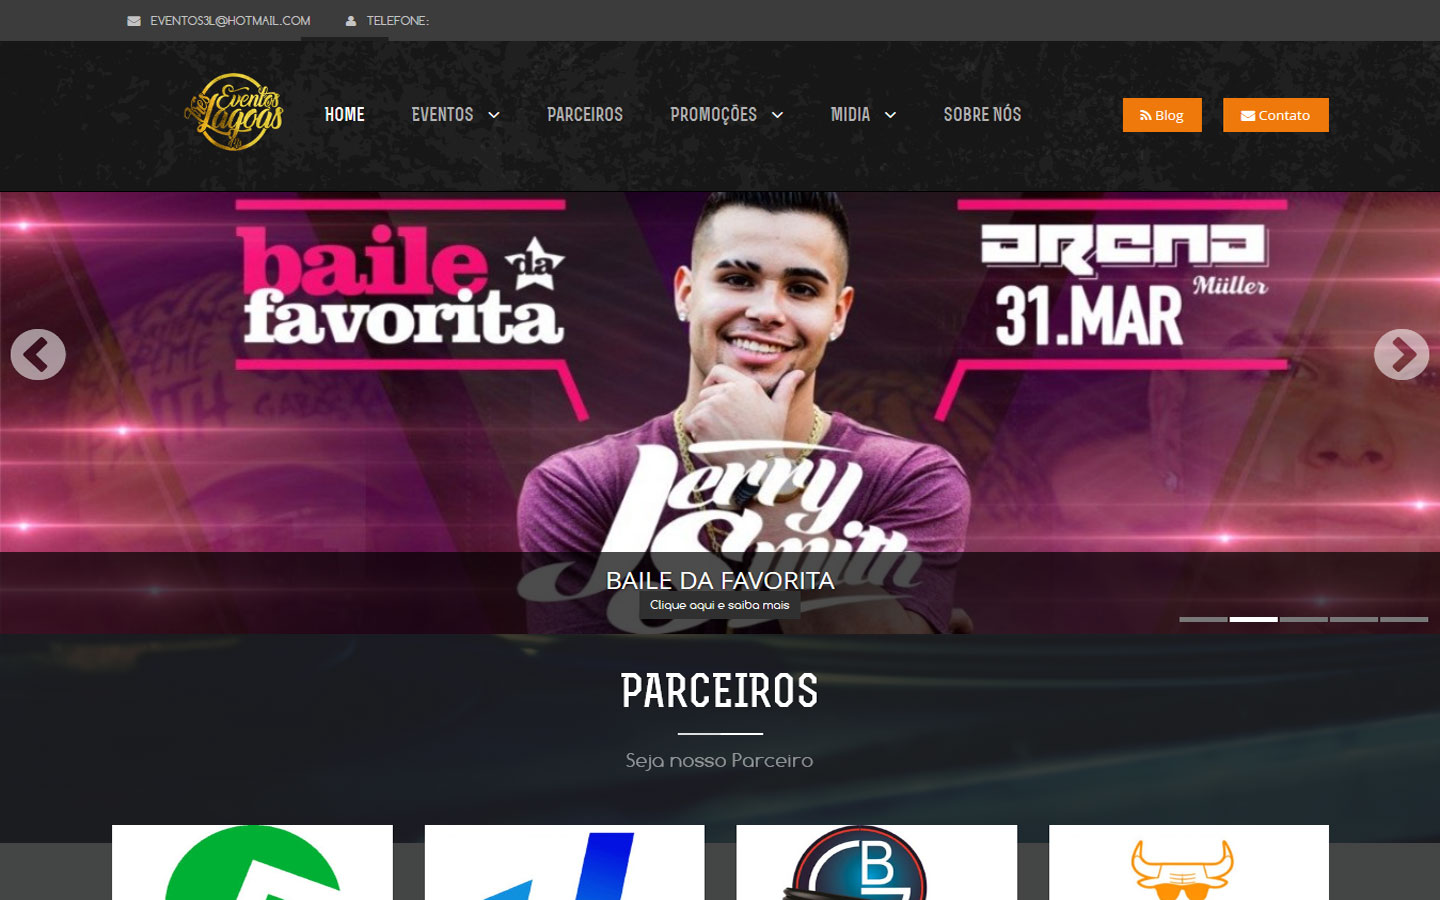 EVENTOS3L@HOTMAIL.COM TELEFONE:
Eventos
Lagoas
HOME EVENTOS PARCEIROS PROMOÇÕES MIDIA SOBRE NÓS Blog Contato
baile da
favorita
ARENA
Müller
31.MAR
Jerry
Smith
BAILE DA FAVORITA
Clique aqui e saiba mais
PARCEIROS
Seja nosso Parceiro
B